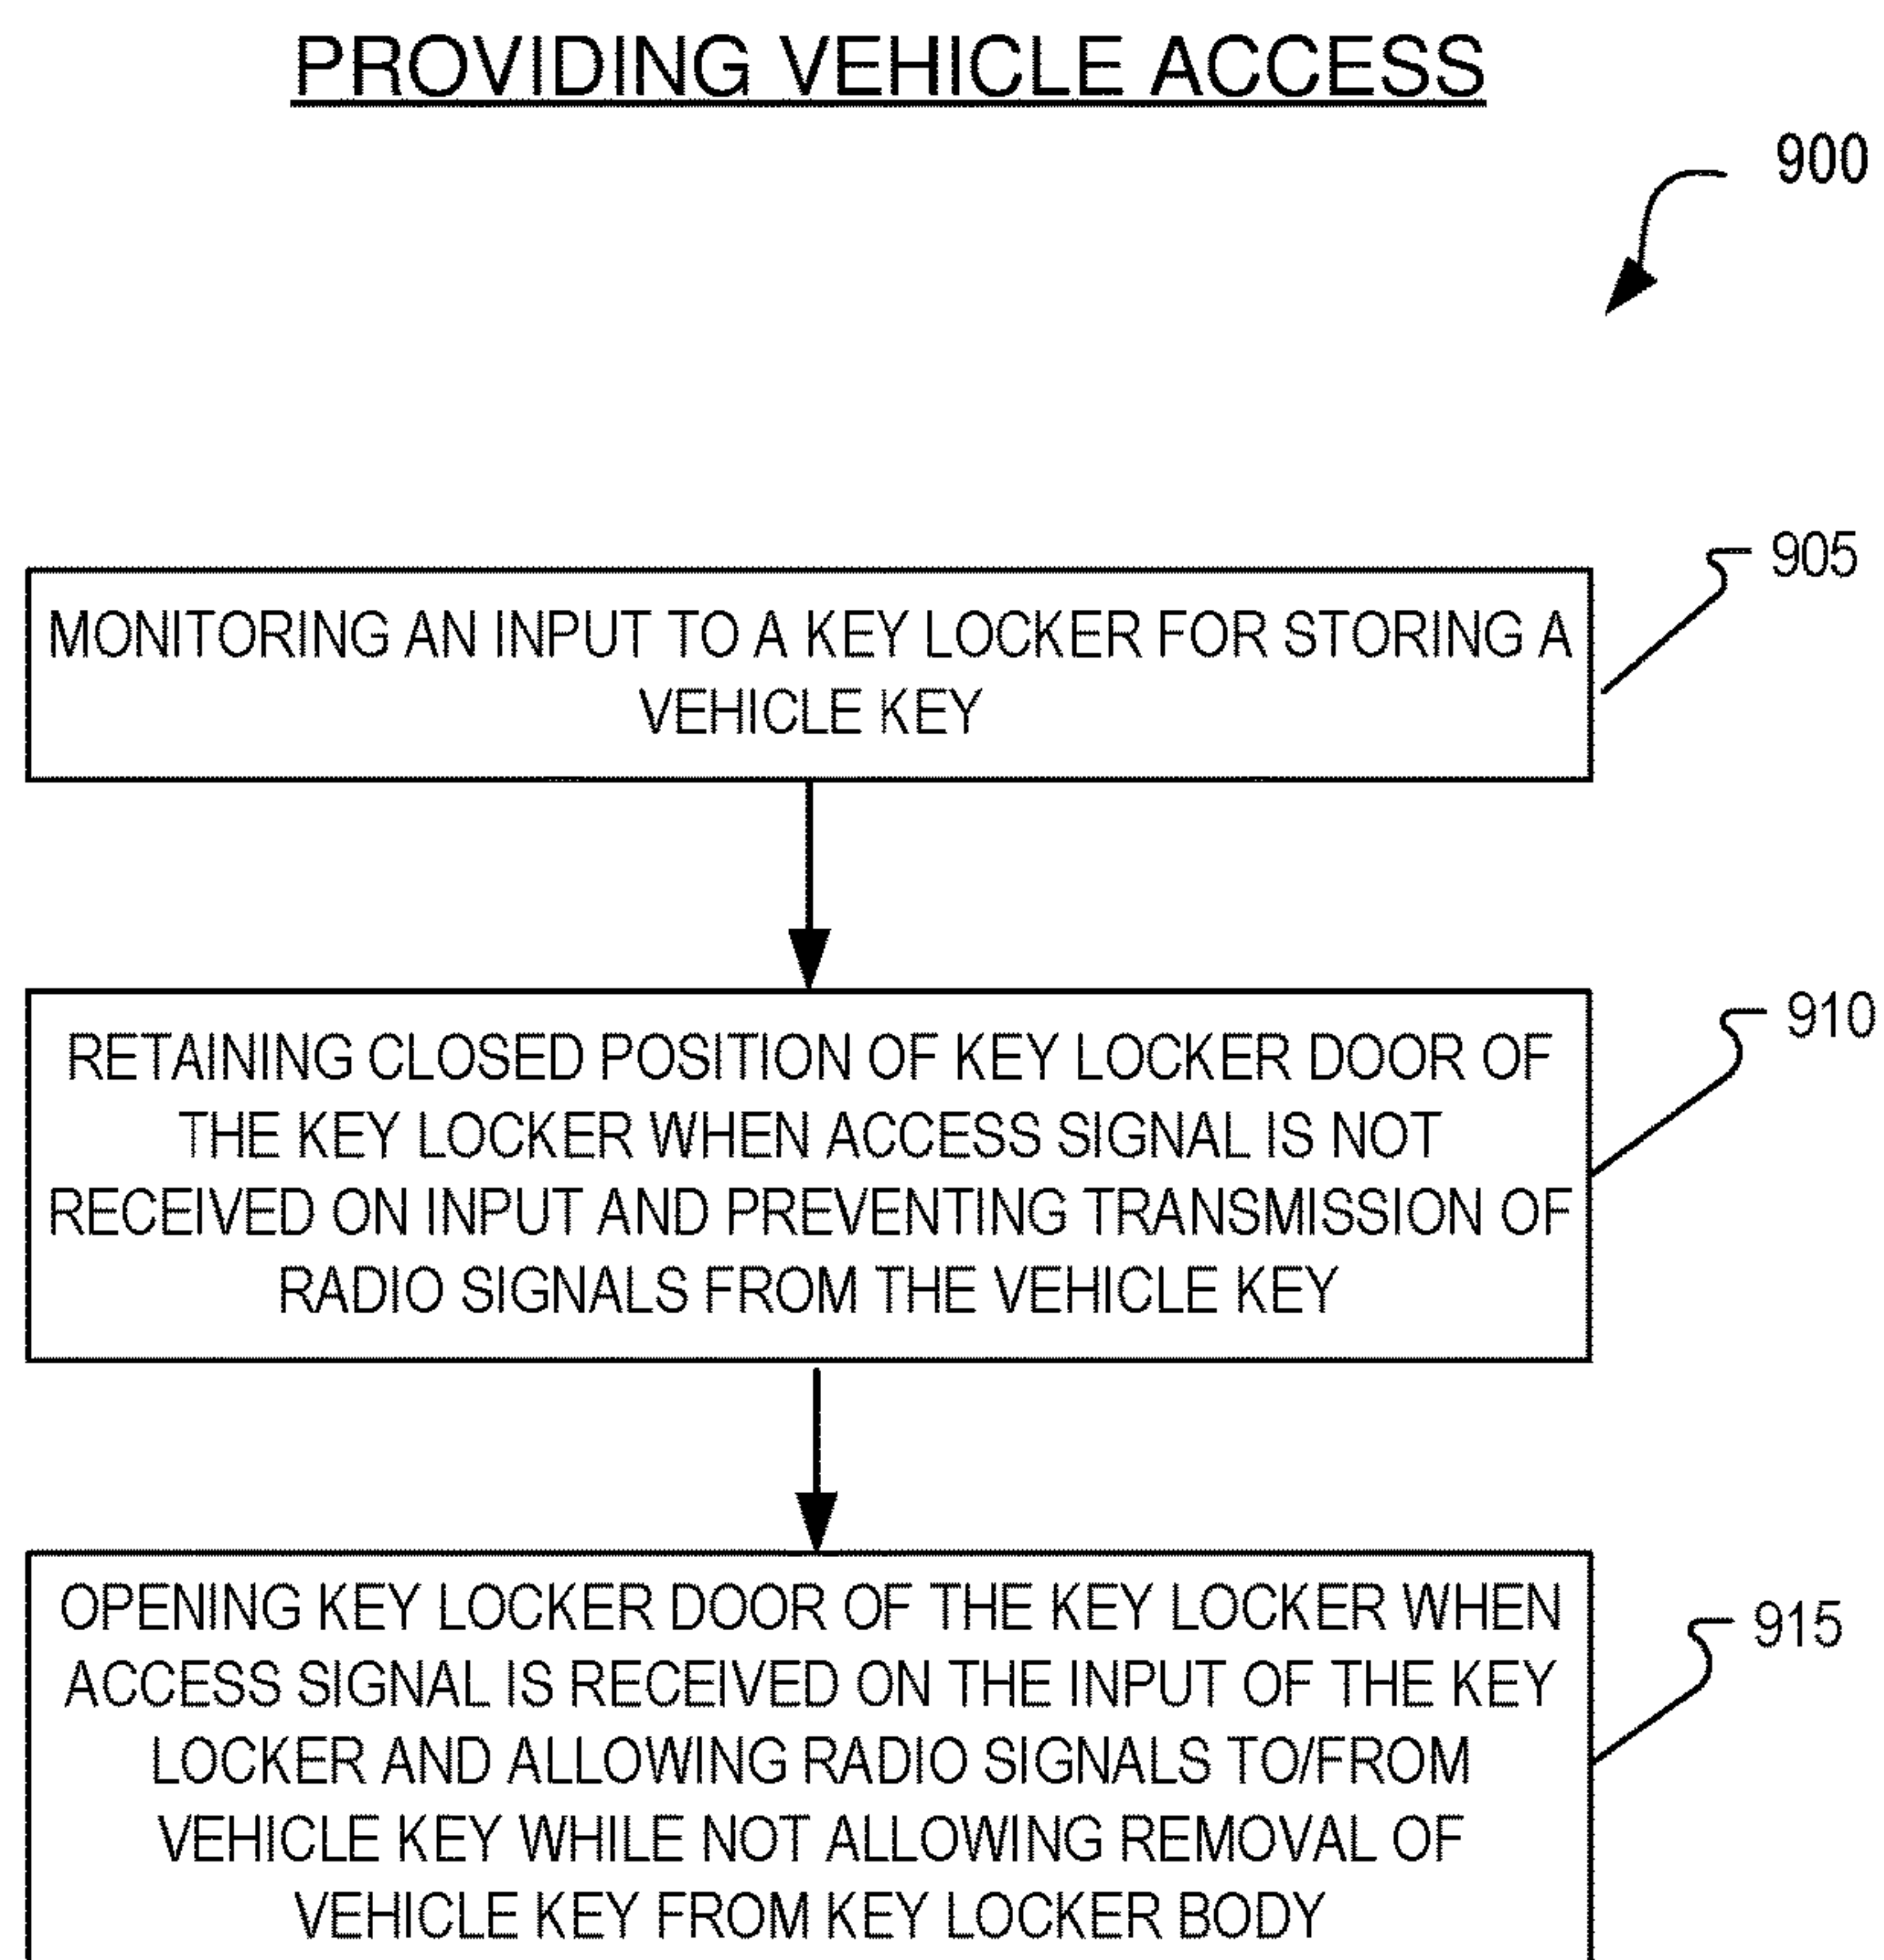 PROVIDING VEHICLE ACCESS
900
905
MONITORING AN INPUT TO A KEY LOCKER FOR STORING A
VEHICLE KEY
910
RETAINING CLOSED POSITION OF KEY LOCKER DOOR OF
THE KEY LOCKER WHEN ACCESS SIGNAL IS NOT
RECEIVED ON INPUT AND PREVENTING TRANSMISSION OF
RADIO SIGNALS FROM THE VEHICLE KEY
915
OPENING KEY LOCKER DOOR OF THE KEY LOCKER WHEN
ACCESS SIGNAL IS RECEIVED ON THE INPUT OF THE KEY
LOCKER AND ALLOWING RADIO SIGNALS TO/FROM
VEHICLE KEY WHILE NOT ALLOWING REMOVAL OF
VEHICLE KEY FROM KEY LOCKER BODY